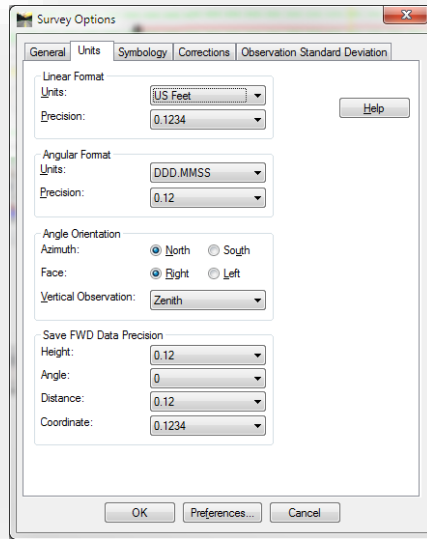 Survey Options
General Units Symbology Corrections Observation Standard Deviation
Linear Format
Units: US Feet
Help
Precision: 0.1234
Angular Format
Units: DDD.MMSS
Precision: 0.12
Angle Orientation
Azimuth: North South
Face: Right Left
Vertical Observation: Zenith
Save FWD Data Precision
Height: 0.12
Angle: 0
Distance: 0.12
Coordinate: 0.1234
OK Preferences... Cancel